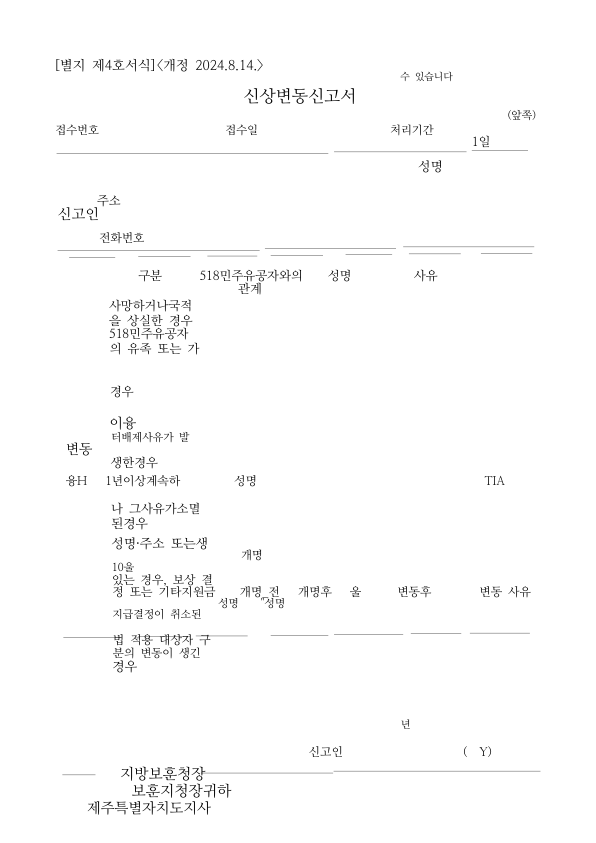 [별지 제4호서식]<개정 2024.8.14.>
수 있습니다
신상변동신고서
(앞쪽)
접수번호 접수일 처리기간
1일
성명
주소
신고인
전화번호
구분 518민주유공자와의 성명 사유
관계
사망하거나국적
을 상실한 경우
518민주유공자
의 유족 또는 가
경우
이융
터배제사유가 발
변동
생한경우
융H 1년이상계속하 성명 TIA
나 그사유가소멸
된경우
성명·주소 또는생
개명
10울
있는 경우, 보상 결
정 또는 기타지원금 개명 전 개명후 울 변동후 변동 사유
성명 "성명
지급결정이 취소된
법 적용 대상자 구
분의 변동이 생긴
경우
년
신고인 ( Y)
지방보훈청장
보훈지청장귀하
제주특별자치도지사